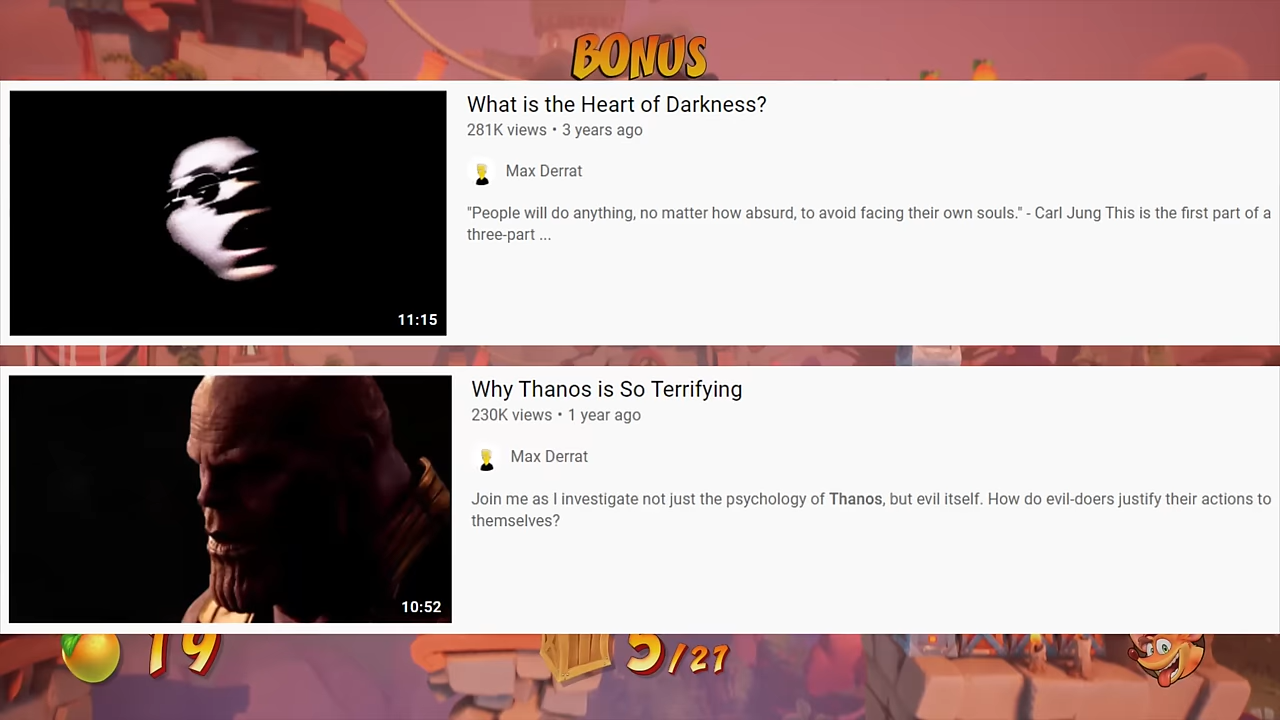 BONUS
What is the Heart of Darkness?
281K views • 3 years ago
Max Derrat
"People will do anything, no matter how absurd, to avoid facing their own souls." - Carl Jung This is the first part of a
three-part ...
11:15
Why Thanos is So Terrifying
230K views • 1 year ago
Max Derrat
Join me as I investigate not just the psychology of Thanos, but evil itself. How do evil-doers justify their actions to
themselves?
10:52
19
5/21